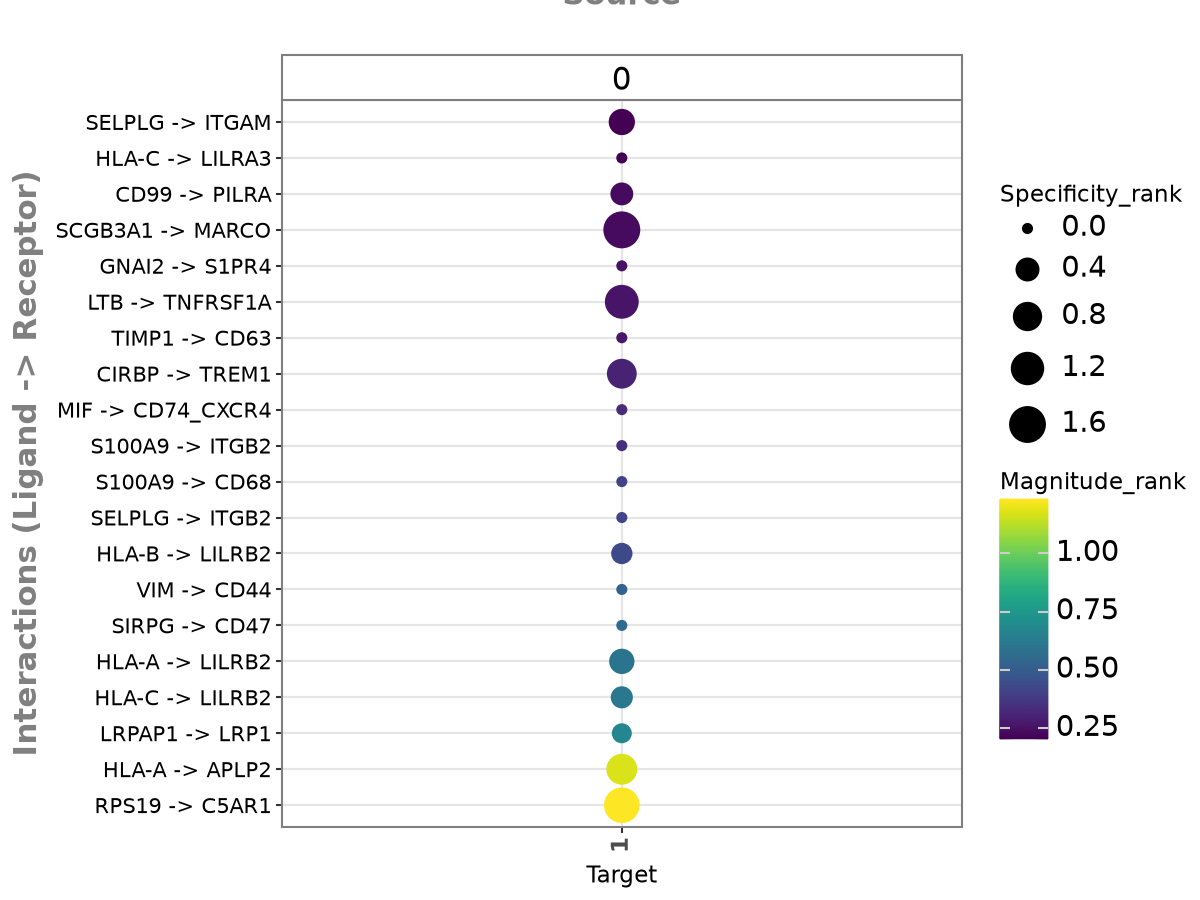 Source
0
Interactions (Ligand -> Receptor)
SELPLG -> ITGAM
HLA-C -> LILRA3
CD99 -> PILRA
SCGB3A1 -> MARCO
GNAI2 -> S1PR4
LTB -> TNFRSF1A
TIMP1 -> CD63
CIRBP -> TREM1
MIF -> CD74_CXCR4
S100A9 -> ITGB2
S100A9 -> CD68
SELPLG -> ITGB2
HLA-B -> LILRB2
VIM -> CD44
SIRPG -> CD47
HLA-A -> LILRB2
HLA-C -> LILRB2
LRPAP1 -> LRP1
HLA-A -> APLP2
RPS19 -> C5AR1
1
Target
Specificity_rank
0.0
0.4
0.8
1.2
1.6
Magnitude_rank
1.00
0.75
0.50
0.25